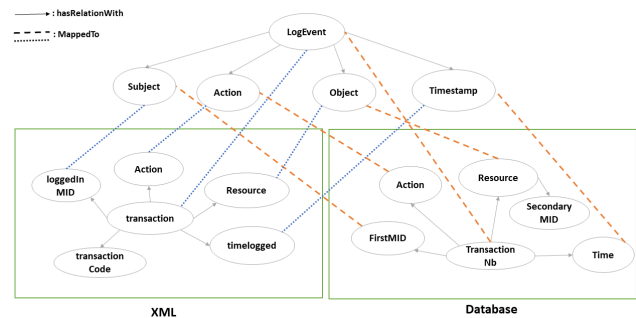 : hasRelationWith
: MappedTo
LogEvent
Subject
Action
Object
Timestamp
loggedIn
MID
Action
Resource
transaction
transaction
Code
timelogged
Action
Resource
Secondary
MID
FirstMID
Transaction
Nb
Time
XML
Database